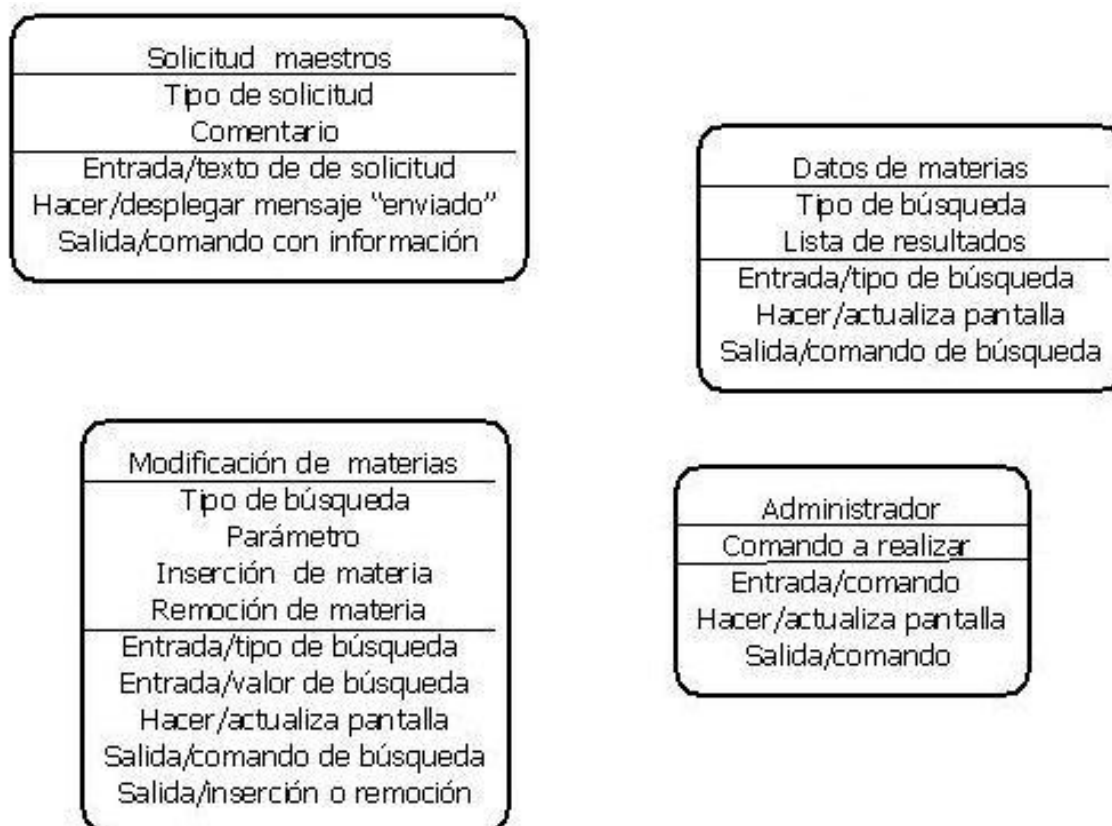 Solicitud maestros
Tipo de solicitud
Comentario
Entrada/texto de de solicitud
Hacer/desplegar mensaje “enviado”
Salida/comando con información
Datos de materias
Tipo de búsqueda
Lista de resultados
Entrada/tipo de búsqueda
Hacer/actualiza pantalla
Salida/comando de búsqueda
Modificación de materias
Tipo de búsqueda
Parámetro
Inserción de materia
Remoción de materia
Entrada/tipo de búsqueda
Entrada/valor de búsqueda
Hacer/actualiza pantalla
Salida/comando de búsqueda
Salida/inserción o remoción
Administrador
Comando a realizar
Entrada/comando
Hacer/actualiza pantalla
Salida/comando